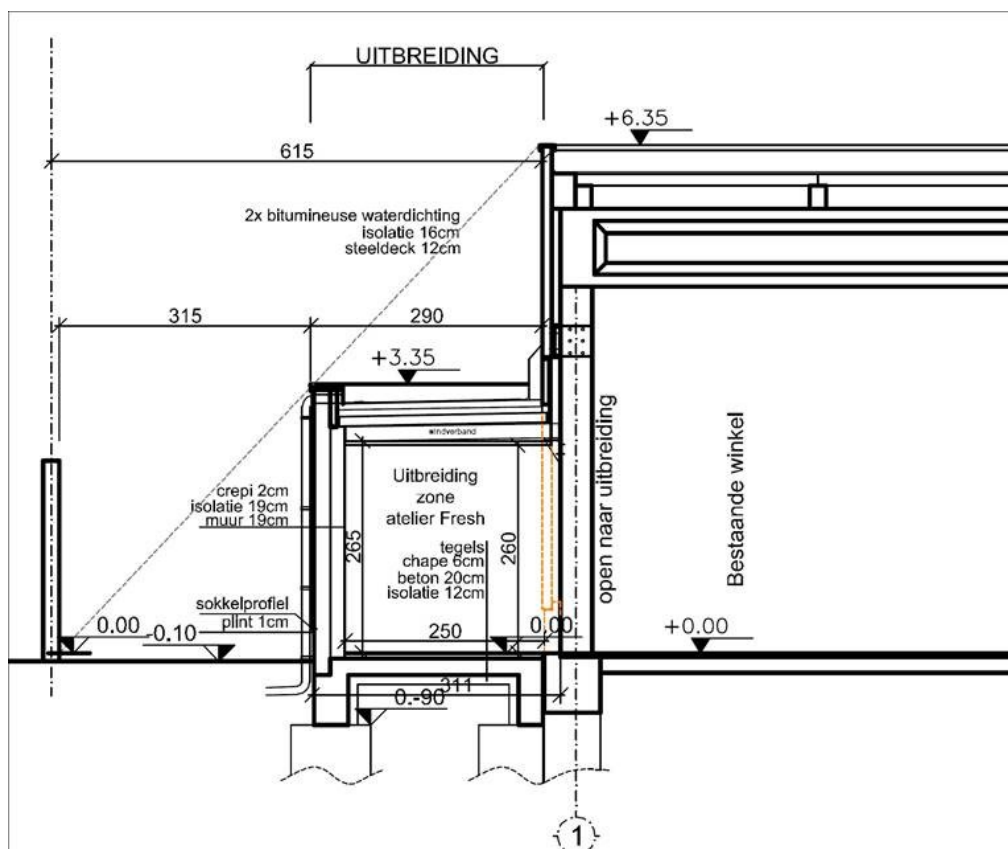 UITBREIDING
+6.35
615
2x bitumineuse waterdichting
isolatie 16cm
steeldeck 12cm
315
290
+3.35
windverband
Uitbreiding
zone
atelier Fresh
crepi 2cm
isolatie 19cm
muur 19cm
265
260
tegels
chape 6cm
beton 20cm
isolatie 12cm
open naar uitbreiding
Bestaande winkel
sokkelprofiel
plint 1cm
0.00
-0.10
250
0.00
+0.00
311
0.-90
1